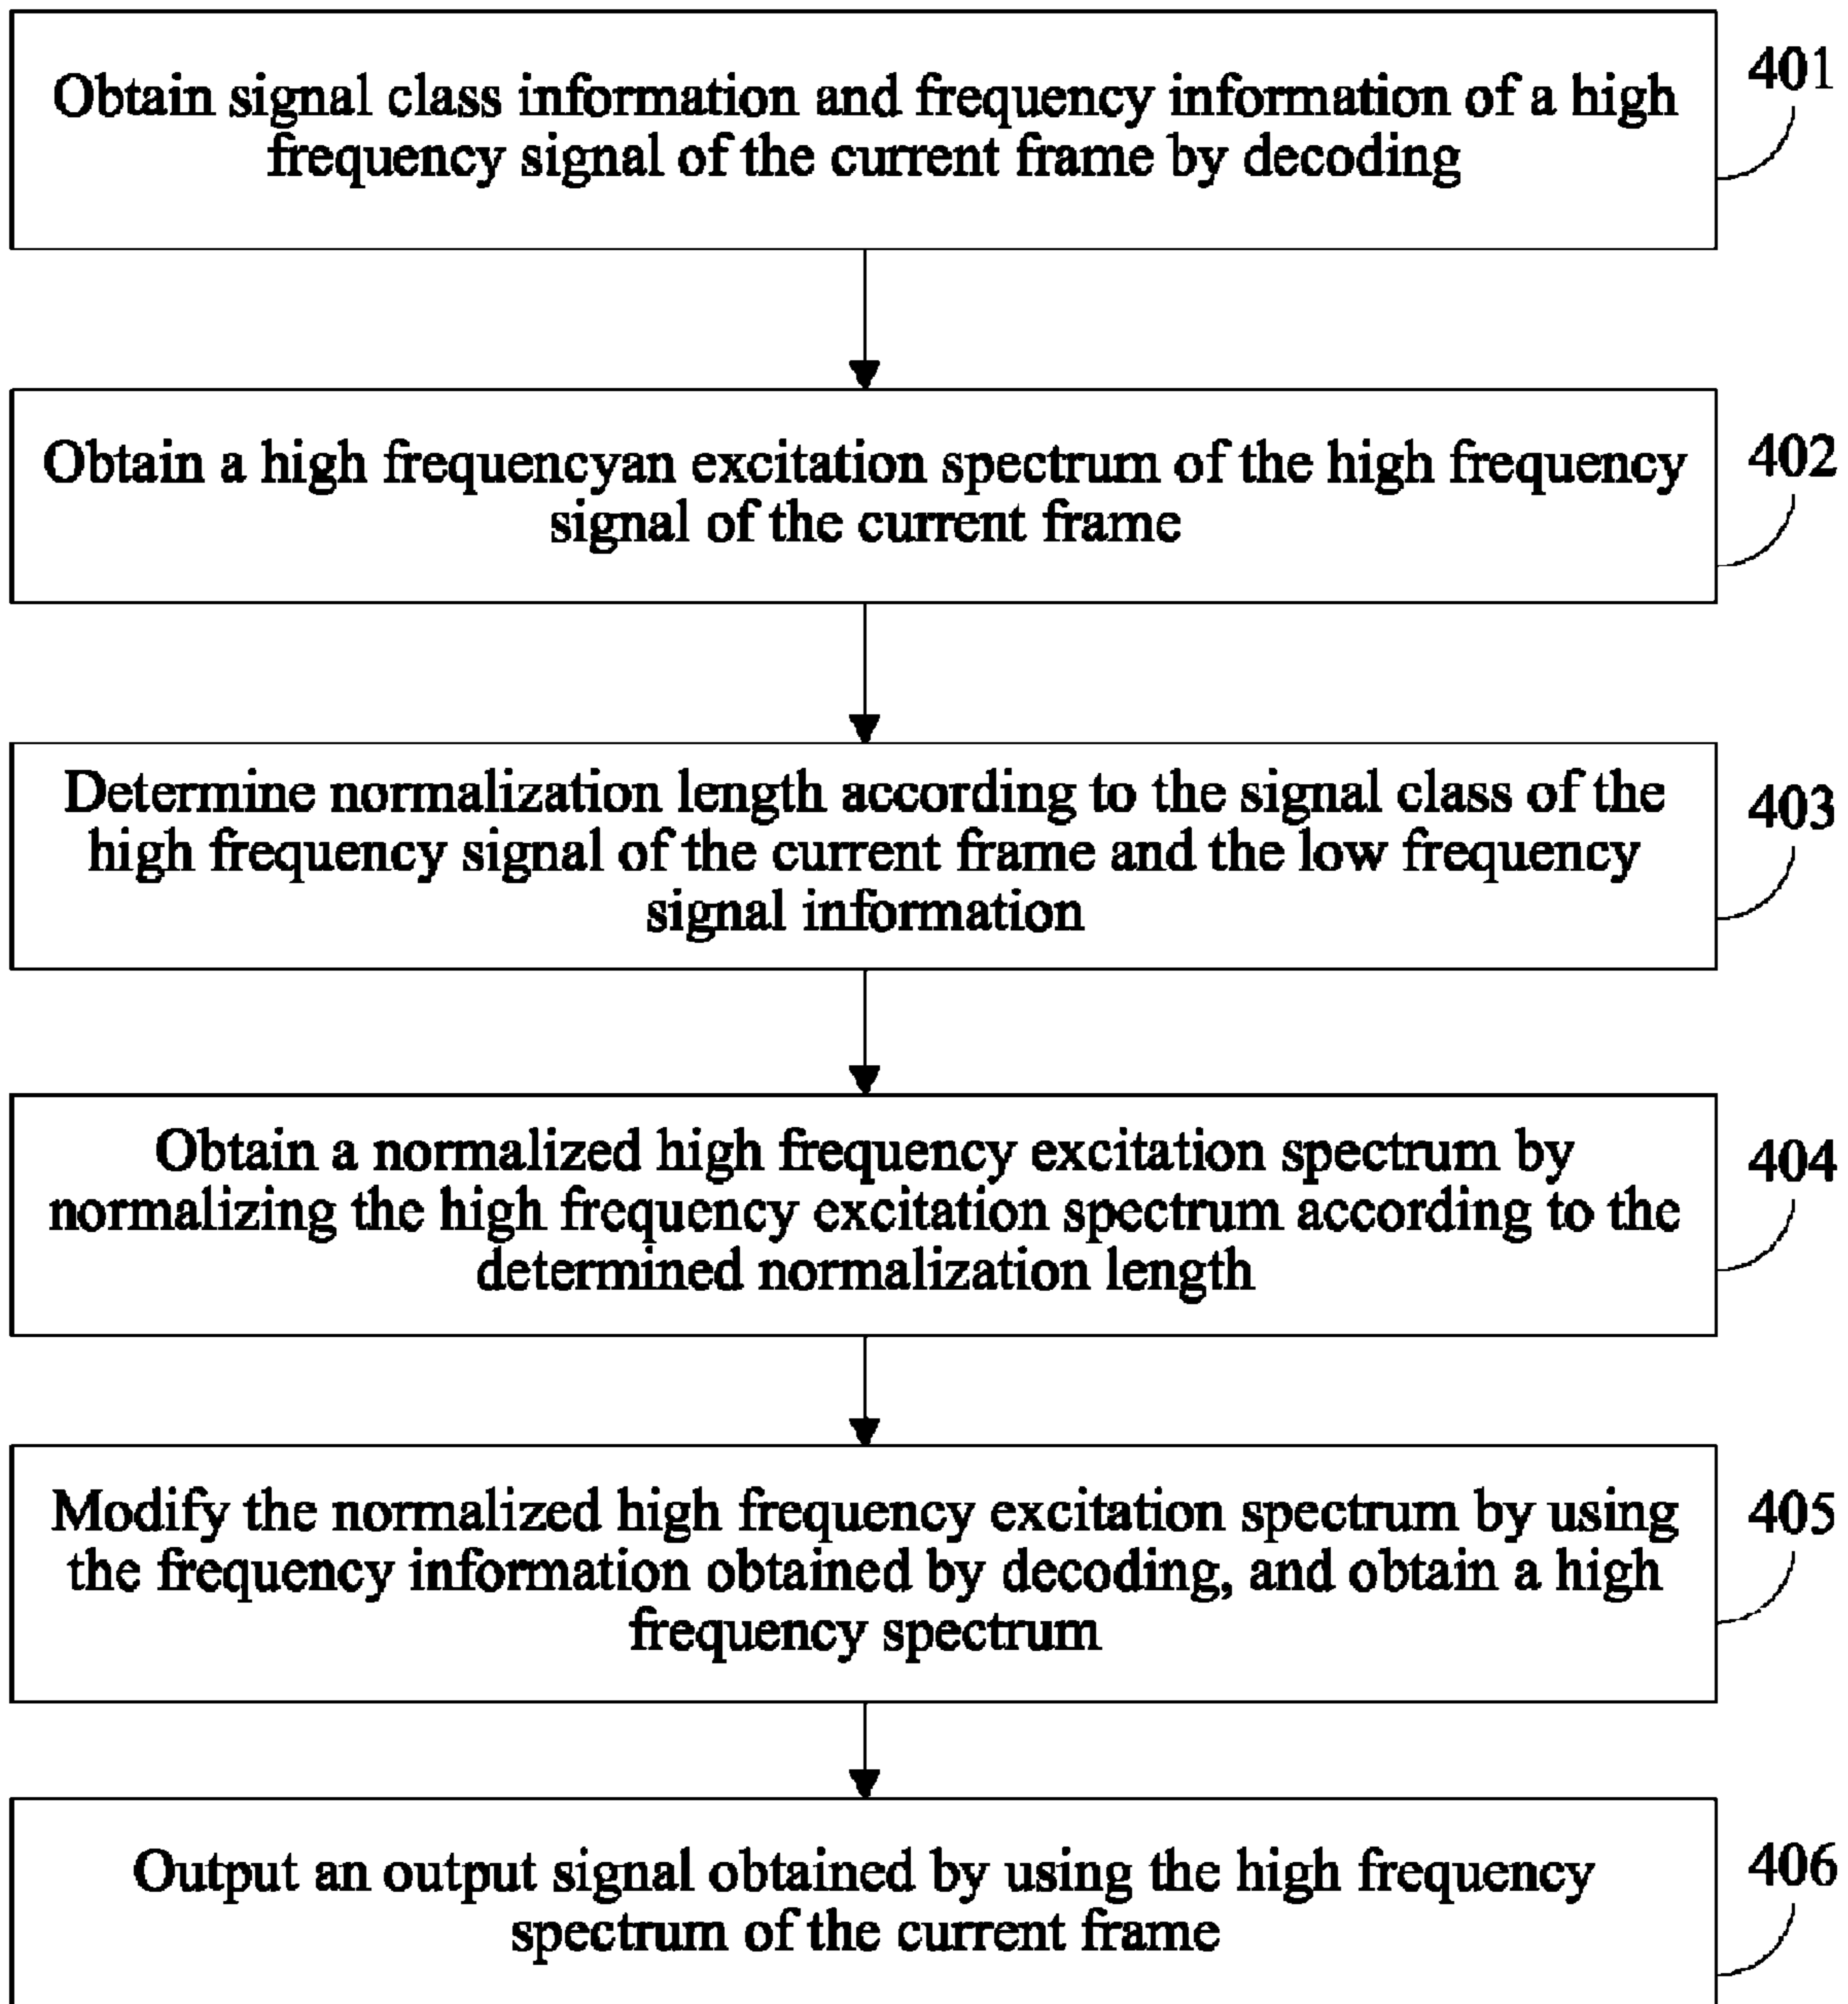 Obtain signal class information and frequency information of a high
frequency signal of the current frame by decoding
401
Obtain a high frequencyan excitation spectrum of the high frequency
signal of the current frame
402
Determine normalization length according to the signal class of the
high frequency signal of the current frame and the low frequency
signal information
403
Obtain a normalized high frequency excitation spectrum by
normalizing the high frequency excitation spectrum according to the
determined normalization length
404
Modify the normalized high frequency excitation spectrum by using
the frequency information obtained by decoding, and obtain a high
frequency spectrum
405
Output an output signal obtained by using the high frequency
spectrum of the current frame
406